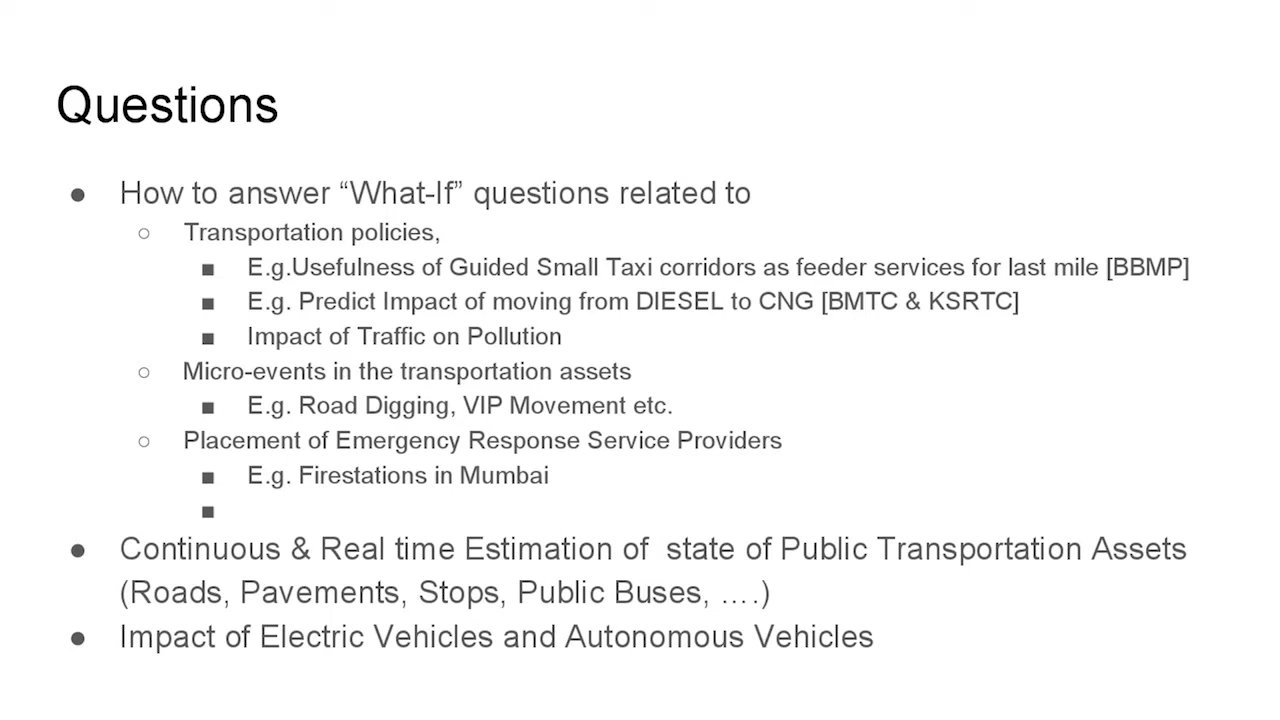 Questions
● How to answer “What-If” questions related to
○ Transportation policies,
■ E.g.Usefulness of Guided Small Taxi corridors as feeder services for last mile [BBMP]
■ E.g. Predict Impact of moving from DIESEL to CNG [BMTC & KSRTC]
■ Impact of Traffic on Pollution
○ Micro-events in the transportation assets
■ E.g. Road Digging, VIP Movement etc.
○ Placement of Emergency Response Service Providers
■ E.g. Firestations in Mumbai
■
● Continuous & Real time Estimation of  state of Public Transportation Assets
(Roads, Pavements, Stops, Public Buses, ….)
● Impact of Electric Vehicles and Autonomous Vehicles